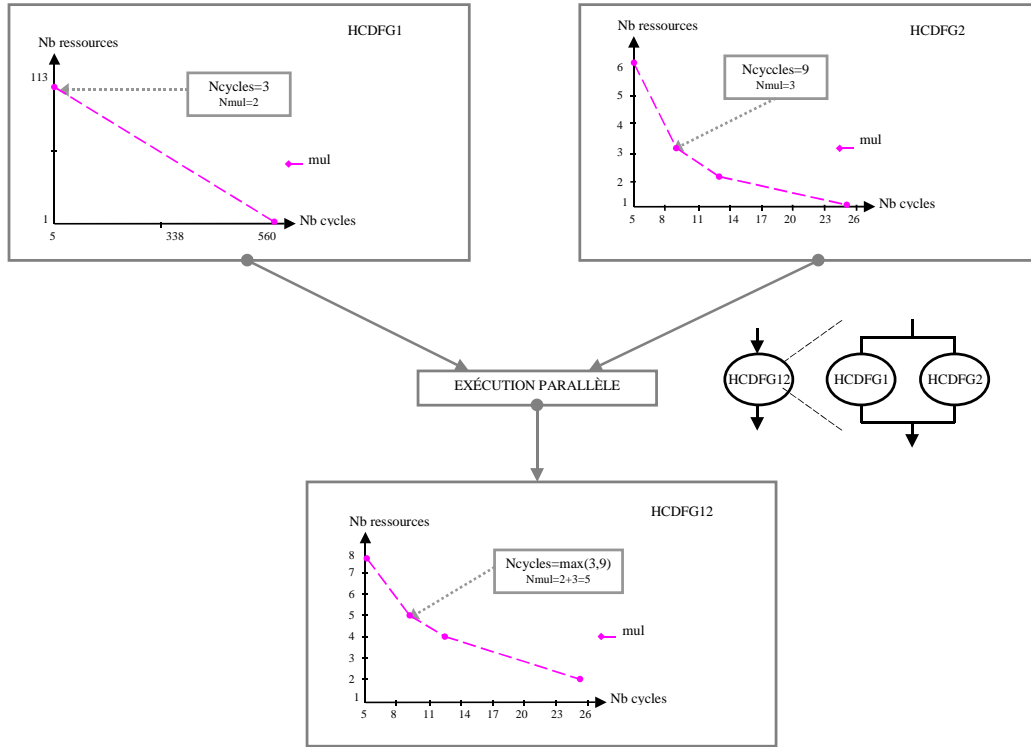 HCDFG1
Nb ressources
113
Ncycles=3
Nmul=2
mul
1
Nb cycles
5 338 560
HCDFG2
Nb ressources
6
Ncyccles=9
Nmul=3
5
4
mul
3
2
1
Nb cycles
5 8 11 14 17 20 23 26
EXÉCUTION PARALLÈLE
HCDFG12
HCDFG1
HCDFG2
HCDFG12
Nb ressources
8
Ncycles=max(3,9)
Nmul=2+3=5
7
6
5
mul
4
3
2
1
Nb cycles
5 8 11 14 17 20 23 26